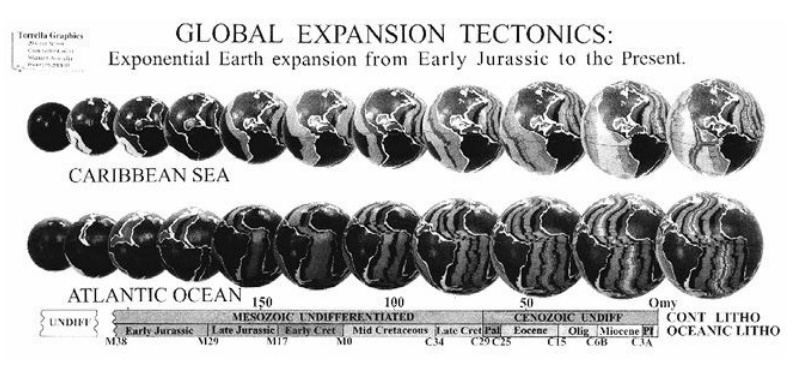 Terrella Graphics
GLOBAL EXPANSION TECTONICS:
Exponential Earth expansion from Early Jurassic to the Present.
CARIBBEAN SEA
ATLANTIC OCEAN
150 100 50 0my
UNDIFF MESOZOIC UNDIFFERENTIATED CENOZOIC UNDIFF CONT LITHO
Early Jurassic Late Jurassic Early Cret Mid Cretaceous Late Cret Pal Eocene Olig Miocene Pl OCEANIC LITHO
M38 M29 M17 M0 C34 C29 C25 C15 C6B C3A